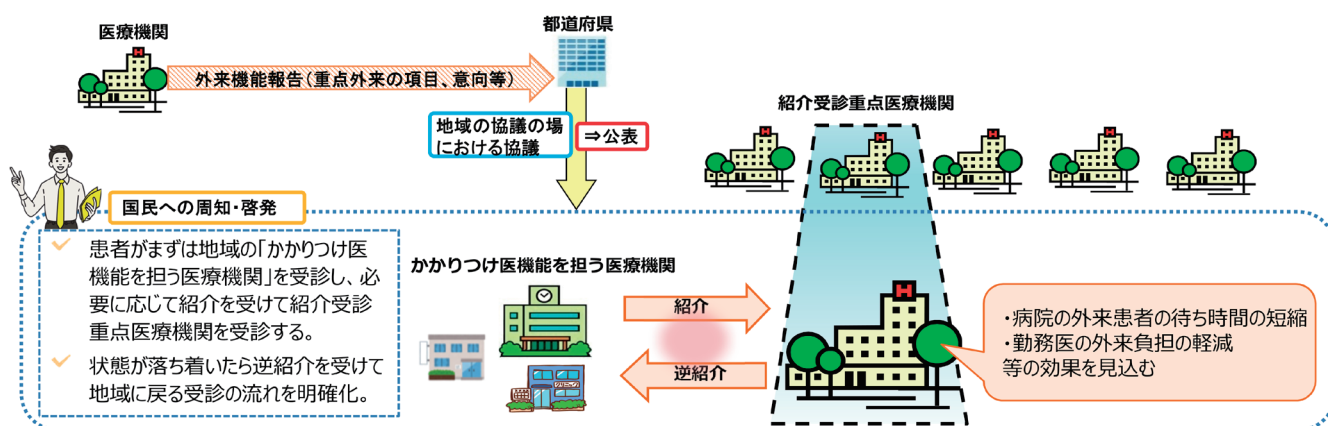 医療機関
都道府県
外来機能報告（重点外来の項目、意向等）
地域の協議の場
における協議
⇒公表
紹介受診重点医療機関
国民への周知・啓発
患者がまずは地域の「かかりつけ医
機能を担う医療機関」を受診し、必
要に応じて紹介を受けて紹介受診
重点医療機関を受診する。
状態が落ち着いたら逆紹介を受けて
地域に戻る受診の流れを明確化。
かかりつけ医機能を担う医療機関
クリニック
紹介
逆紹介
・病院の外来患者の待ち時間の短縮
・勤務医の外来負担の軽減
等の効果を見込む
H
H
H
H
H
H
H